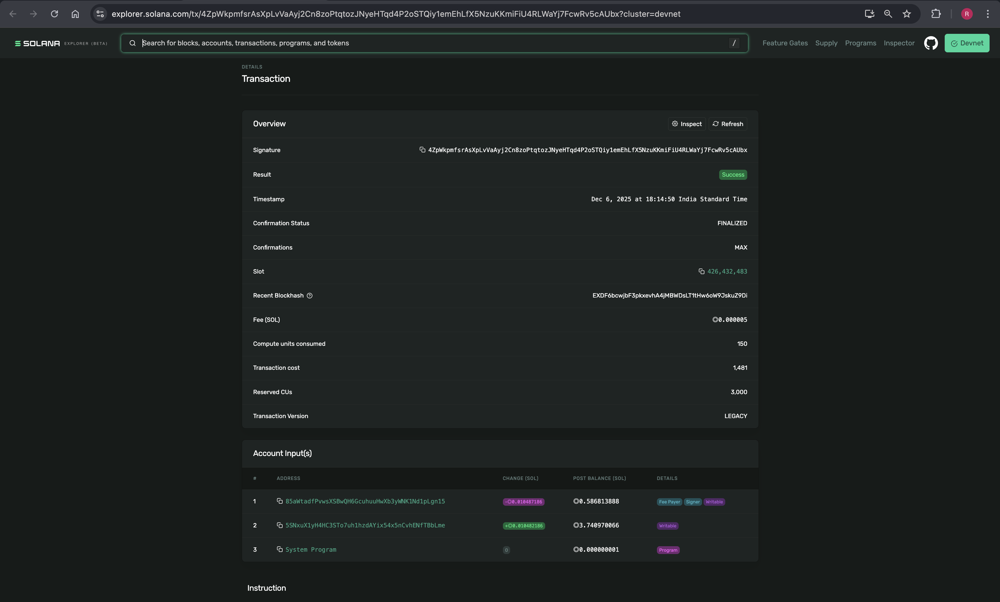 explorer.solana.com/tx/4ZpWkpmfsrAsXpLvVaAyj2Cn8zoPtqtozJNyeHTqd4P2oSTQiy1emEhLfX5NzuKKmiFiU4RLWaYj7FcwRv5cAUbx?cluster=devnet
R
SOLANA EXPLORER (BETA)
Search for blocks, accounts, transactions, programs, and tokens /
Feature Gates Supply Programs Inspector Devnet
DETAILS
Transaction
Overview Inspect Refresh
Signature 4ZpWkpmfsrAsXpLvVaAyj2Cn8zoPtqtozJNyeHTqd4P2oSTQiy1emEhLfX5NzuKKmiFiU4RLWaYj7FcwRv5cAUbx
Result Success
Timestamp Dec 6, 2025 at 18:14:50 India Standard Time
Confirmation Status FINALIZED
Confirmations MAX
Slot 426,432,483
Recent Blockhash EXDF6bcwjbF3pkxevhA4jMBWDsLT1tHw6oW9JskuZ9Di
Fee (SOL) ◎0.000005
Compute units consumed 150
Transaction cost 1,481
Reserved CUs 3,000
Transaction Version LEGACY
Account Input(s)
# ADDRESS CHANGE (SOL) POST BALANCE (SOL) DETAILS
1 85aWtadfPvwsXSBwQH6GcuhuuHwXb3yWNK1Nd1pLgn15 -◎0.010487186 ◎0.586813888 Fee Payer Signer Writable
2 5SNxuX1yH4HC3STo7uh1hzdAYix54x5nCvhENfTBbLme +◎0.010482186 ◎3.740970066 Writable
3 System Program 0 ◎0.000000001 Program
Instruction